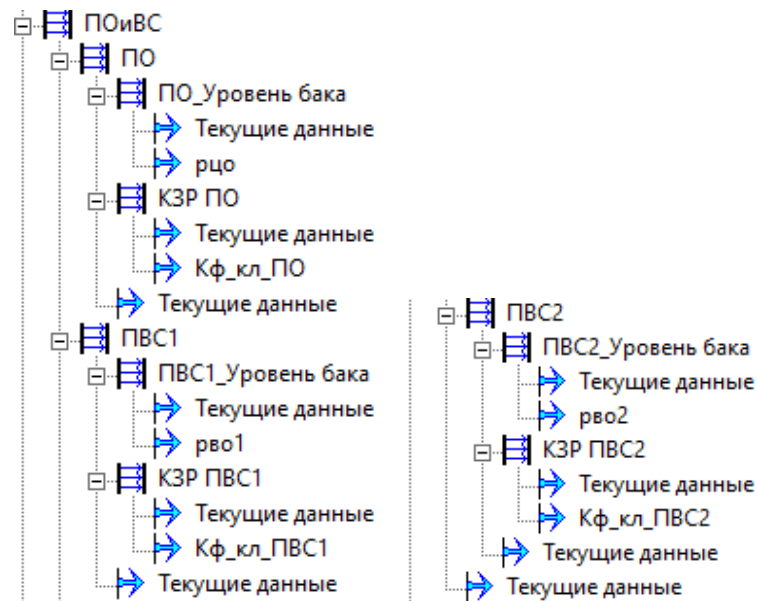 ПОиВС
ПО
ПО_Уровень бака
Текущие данные
рцо
КЗР ПО
Текущие данные
Кф_кл_ПО
Текущие данные
ПВС1
ПВС1_Уровень бака
Текущие данные
рво1
КЗР ПВС1
Текущие данные
Кф_кл_ПВС1
Текущие данные
ПВС2
ПВС2_Уровень бака
Текущие данные
рво2
КЗР ПВС2
Текущие данные
Кф_кл_ПВС2
Текущие данные
Текущие данные